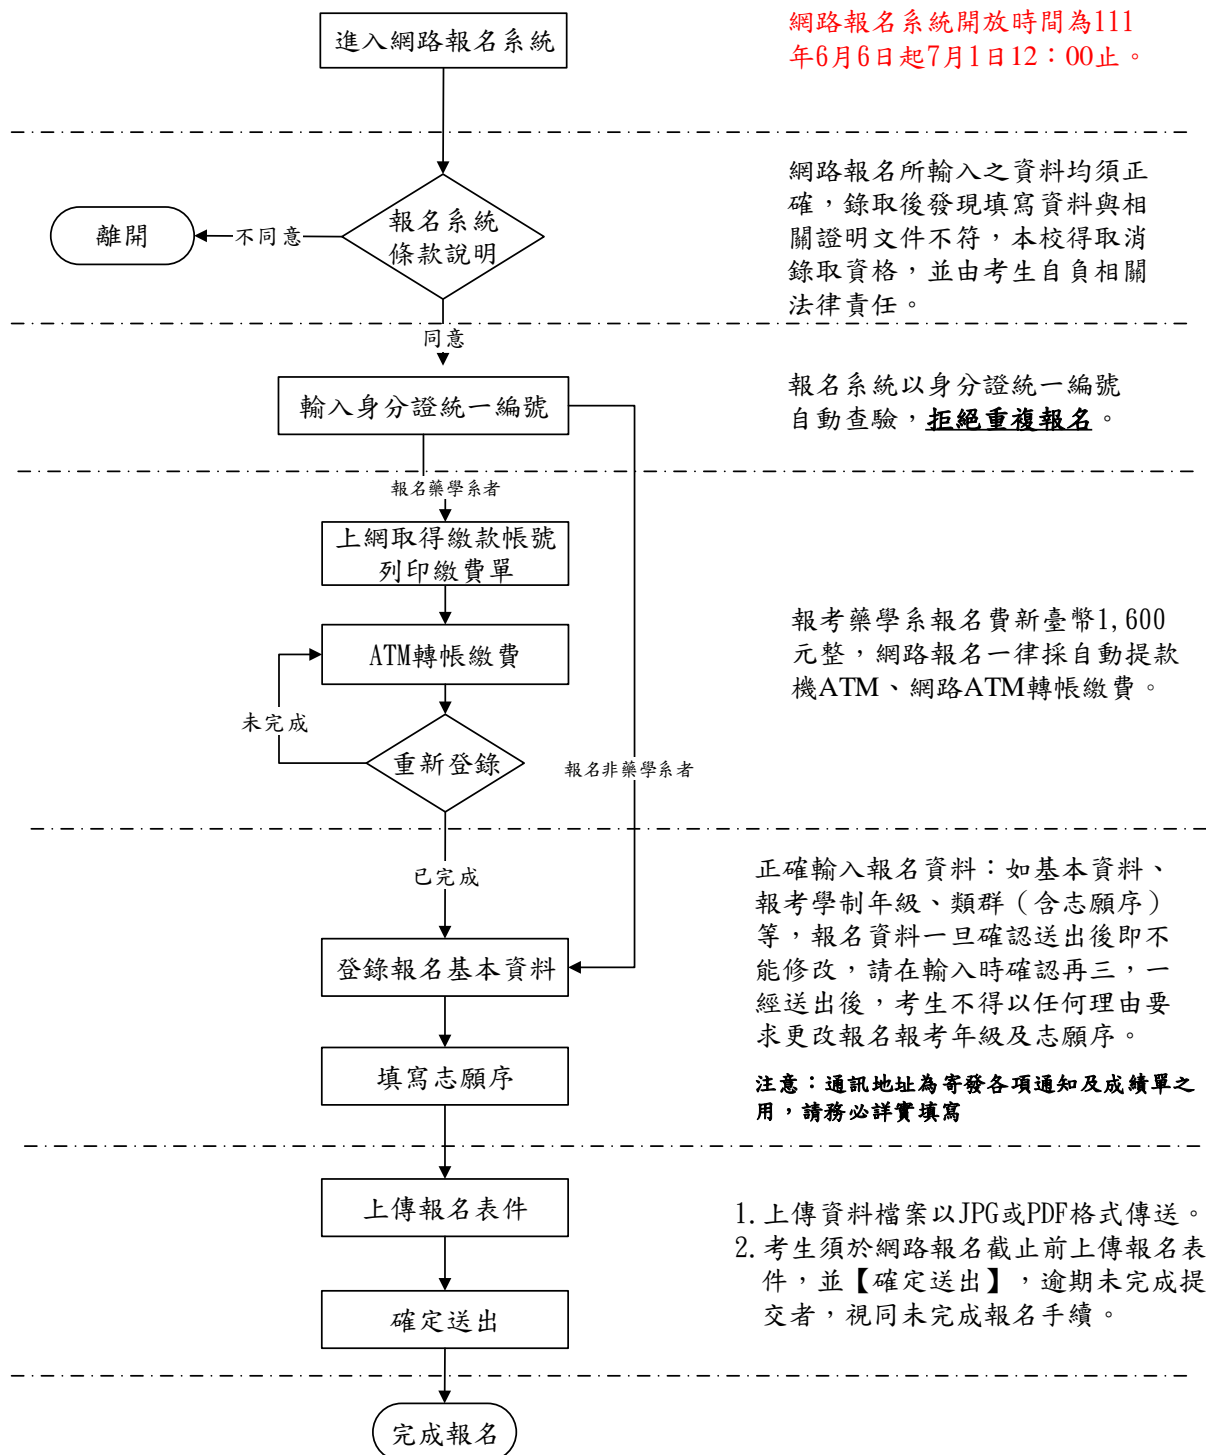 進入網路報名系統
網路報名系統開放時間為111
年6月6日起7月1日12：00止。
報名系統
條款說明
不同意
離開
網路報名所輸入之資料均須正
確，錄取後發現填寫資料與相
關證明文件不符，本校得取消
錄取資格，並由考生自負相關
法律責任。
同意
輸入身分證統一編號
報名系統以身分證統一編號
自動查驗，拒絕重複報名。
報名藥學系者
上網取得繳款帳號
列印繳費單
ATM轉帳繳費
未完成
重新登錄
報名非藥學系者
報考藥學系報名費新臺幣1,600
元整，網路報名一律採自動提款
機ATM、網路ATM轉帳繳費。
已完成
登錄報名基本資料
填寫志願序
正確輸入報名資料：如基本資料、
報考學制年級、類群（含志願序）
等，報名資料一旦確認送出後即不
能修改，請在輸入時確認再三，一
經送出後，考生不得以任何理由要
求更改報名報考年級及志願序。
注意：通訊地址為寄發各項通知及成績單之
用，請務必詳實填寫
上傳報名表件
確定送出
1.上傳資料檔案以JPG或PDF格式傳送。
2.考生須於網路報名截止前上傳報名表
件，並【確定送出】，逾期未完成提
交者，視同未完成報名手續。
完成報名